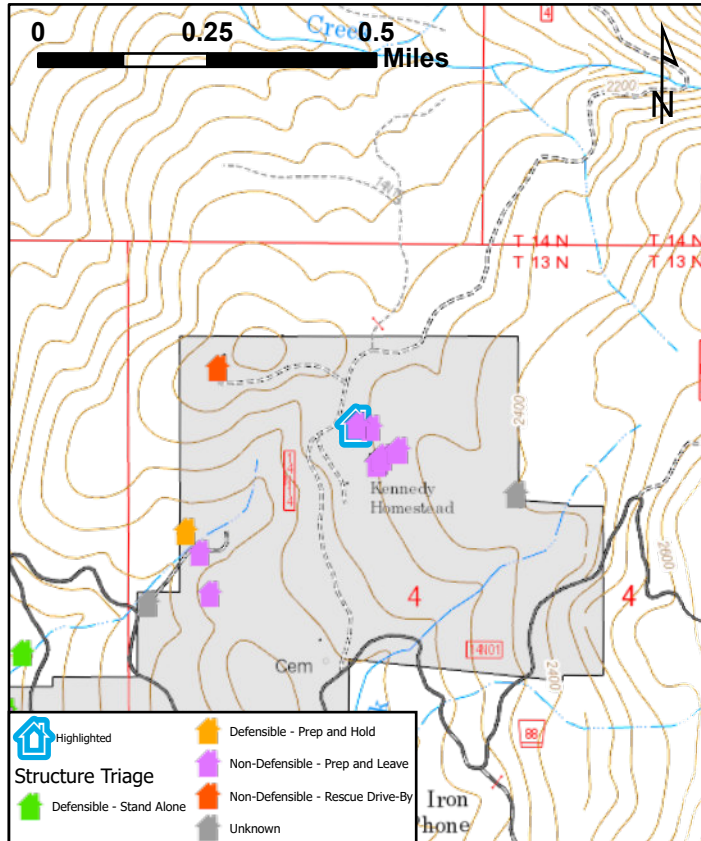 0 0.25 0.5
Miles
Creek
4
N
2200
14N7
T 14 N T 14 N
T 13 N T 13 N
2400
Kennedy
Homestead
2600
4 4
14N01
Cem
2400
88
Iron
Phone
Highlighted
Structure Triage
Defensible - Stand Alone
Defensible - Prep and Hold
Non-Defensible - Prep and Leave
Non-Defensible - Rescue Drive-By
Unknown